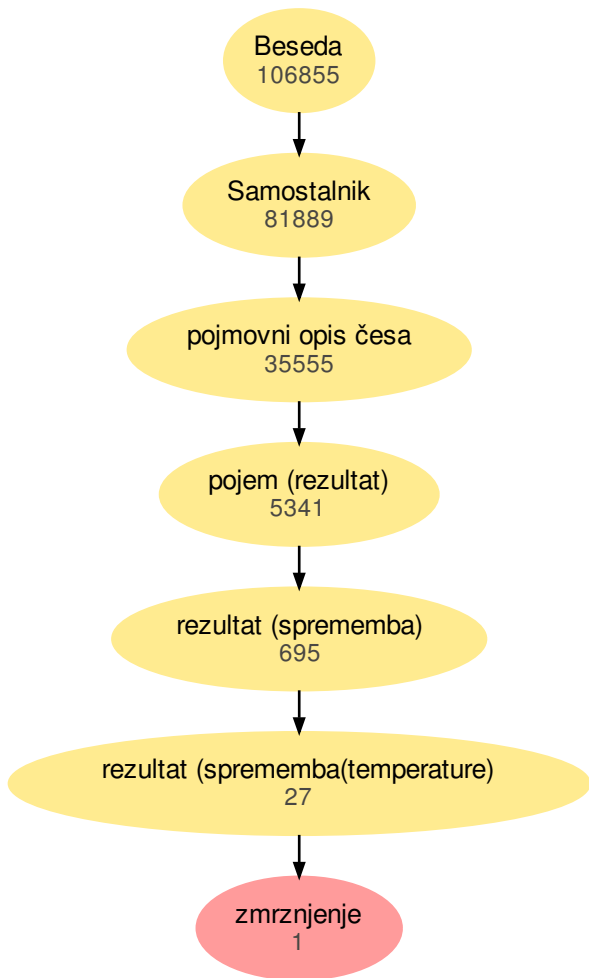 Beseda
106855
Samostalnik
81889
pojmovni opis česa
35555
pojem (rezultat)
5341
rezultat (sprememba)
695
rezultat (sprememba(temperature)
27
zmrznjenje
1